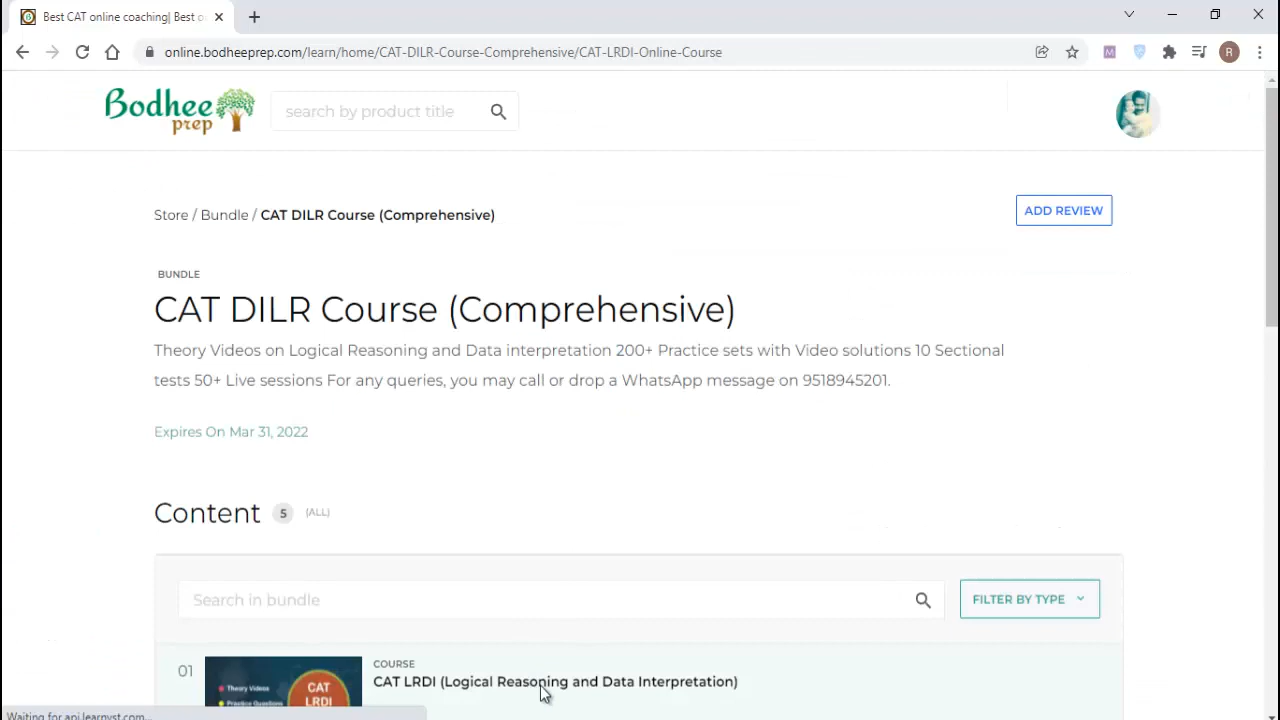 Best CAT online coaching| Best o
online.bodheeprep.com/learn/home/CAT-DILR-Course-Comprehensive/CAT-LRDI-Online-Course
R
Bodhee
prep
search by product title
Store / Bundle / CAT DILR Course (Comprehensive)
ADD REVIEW
BUNDLE
CAT DILR Course (Comprehensive)
Theory Videos on Logical Reasoning and Data interpretation 200+ Practice sets with Video solutions 10 Sectional
tests 50+ Live sessions For any queries, you may call or drop a WhatsApp message on 9518945201.
Expires On Mar 31, 2022
Content 5 (ALL)
Search in bundle
FILTER BY TYPE
01
Theory Videos
Practice Questions
CAT
LRDI
COURSE
CAT LRDI (Logical Reasoning and Data Interpretation)
Waiting for api.learnyst.com...